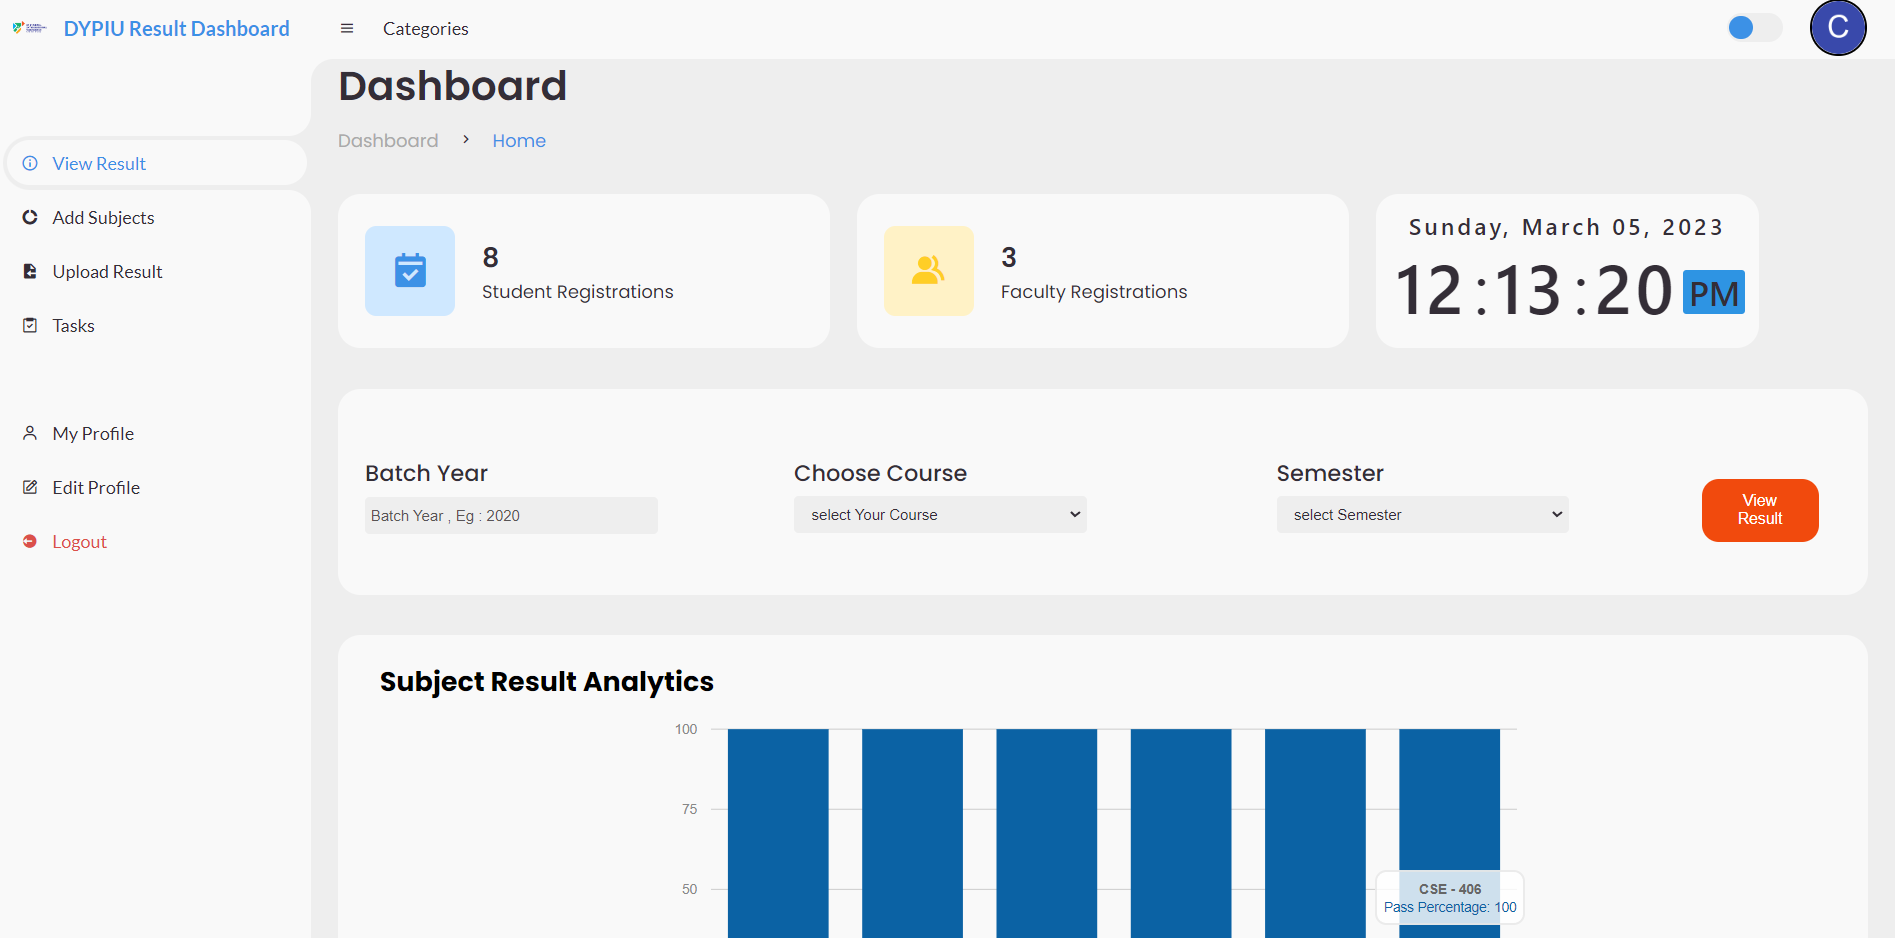 DYPIU Result Dashboard
Categories
C
Dashboard
Dashboard > Home
View Result
Add Subjects
Upload Result
Tasks
My Profile
Edit Profile
Logout
8
Student Registrations
3
Faculty Registrations
Sunday, March 05, 2023
12:13:20 PM
Batch Year
Batch Year , Eg : 2020
Choose Course
select Your Course
Semester
select Semester
View
Result
Subject Result Analytics
100
75
50
CSE - 406
Pass Percentage: 100